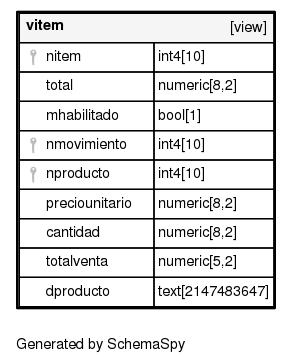 vitem [view]
nitem int4[10]
total numeric[8,2]
mhabilitado bool[1]
nmovimiento int4[10]
nproducto int4[10]
preciounitario numeric[8,2]
cantidad numeric[8,2]
totalventa numeric[5,2]
dproducto text[2147483647]
Generated by SchemaSpy